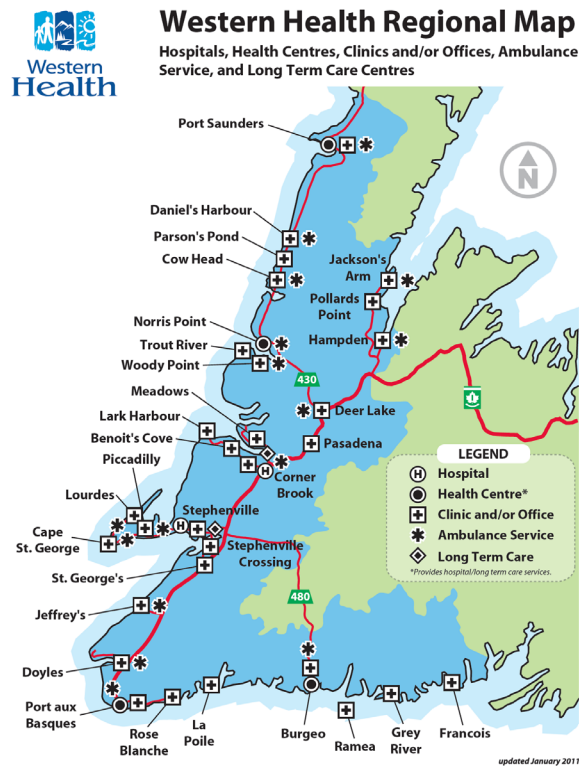 Western Health Regional Map
Hospitals, Health Centres, Clinics and/or Offices, Ambulance
Service, and Long Term Care Centres
Western
Health
Port Saunders
N
Daniel's Harbour
Parson's Pond
Cow Head
Jackson's
Arm
Pollards
Point
Norris Point
Hampden
Trout River
Woody Point
430
1
Meadows
Deer Lake
Lark Harbour
Benoit's Cove
Pasadena
Piccadilly
Corner
Brook
LEGEND
H Hospital
Health Centre*
Clinic and/or Office
Ambulance Service
Long Term Care
*Provides hospital/long term care services.
Lourdes
H
Stephenville
H
Cape
St. George
Stephenville
Crossing
St. George's
480
Jeffrey's
Doyles
Port aux
Basques
Rose
Blanche
La
Poile
Burgeo
Ramea
Grey
River
Francois
updated January 2011